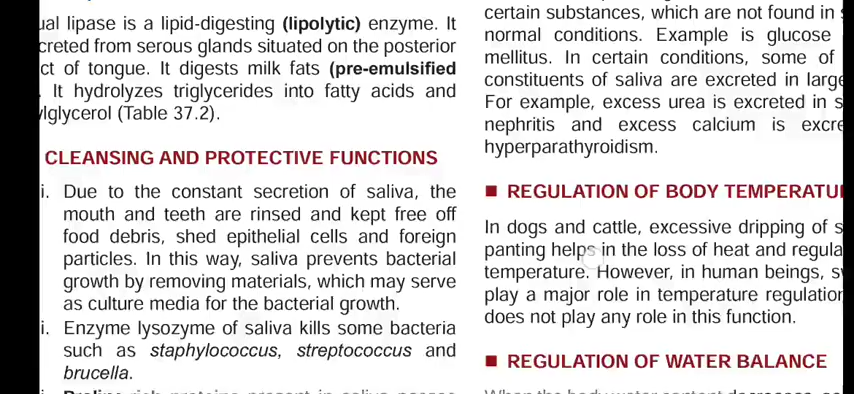 lipase is a lipid-digesting (lipolytic) enzyme. It
from serous glands situated on the posterior
of tongue. It digests milk fats (pre-emulsified
It hydrolyzes triglycerides into fatty acids and
(Table 37.2).
CLEANSING AND PROTECTIVE FUNCTIONS
i. Due to the constant secretion of saliva, the
mouth and teeth are rinsed and kept free off
food debris, shed epithelial cells and foreign
particles. In this way, saliva prevents bacterial
growth by removing materials, which may serve
as culture media for the bacterial growth.
i. Enzyme lysozyme of saliva kills some bacteria
such as staphylococcus, streptococcus and
brucella.
certain substances, which are not found in
normal conditions. Example is glucose
mellitus. In certain conditions, some of
constituents of saliva are excreted in
For example, excess urea is excreted in
nephritis and excess calcium is
hyperparathyroidism.
■ REGULATION OF BODY
In dogs and cattle, excessive dripping of
panting helps in the loss of heat and
temperature. However, in human beings,
play a major role in temperature
does not play any role in this function.
■ REGULATION OF WATER BALANCE